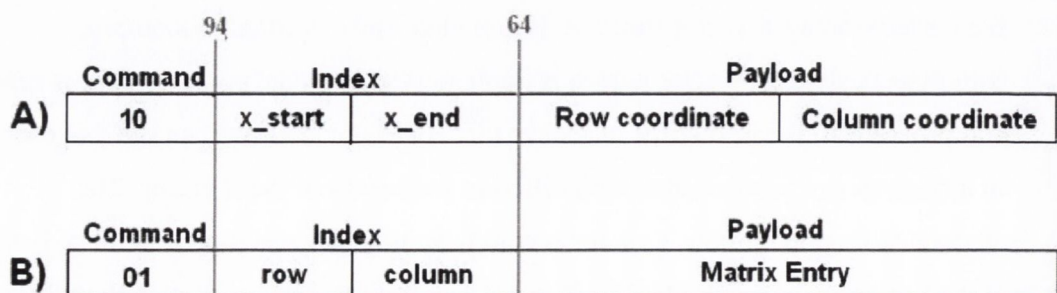 94 64
Command Index Payload
A) 10 x_start x_end Row coordinate Column coordinate
Command Index Payload
B) 01 row column Matrix Entry